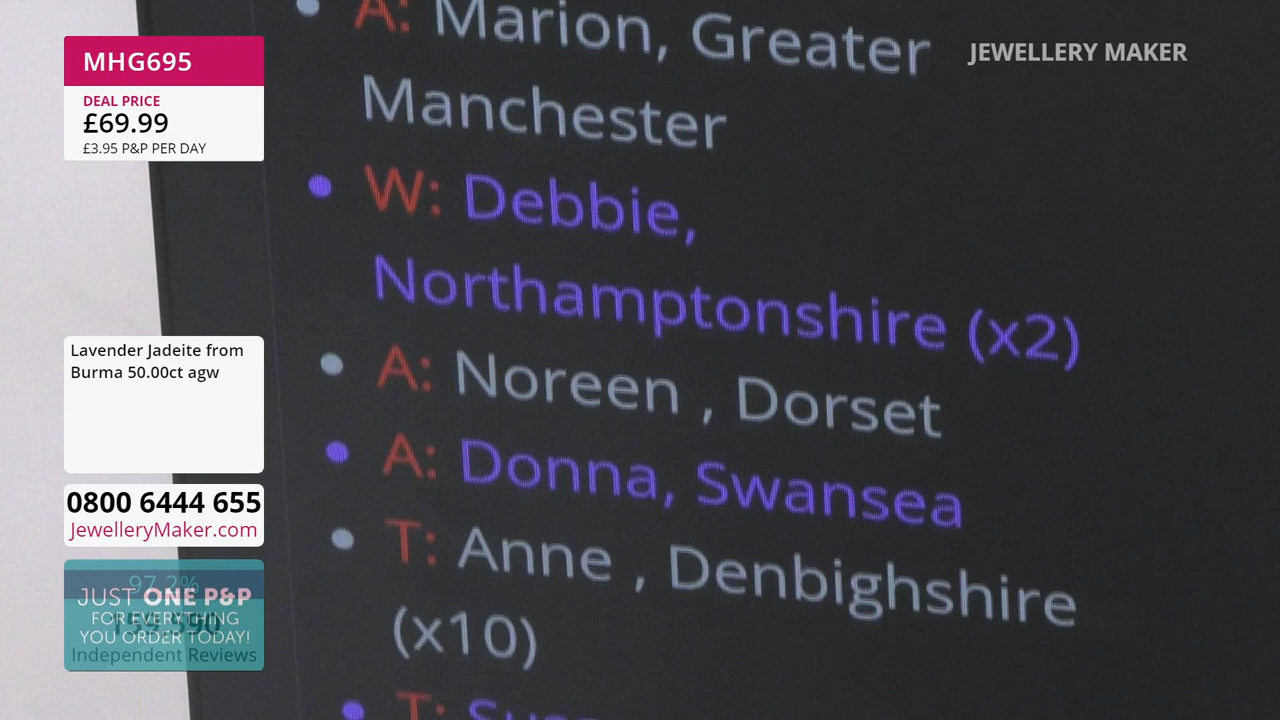 MHG695
DEAL PRICE
£69.99
£3.95 P&P PER DAY
Lavender Jadeite from
Burma 50.00ct agw
0800 6444 655
JewelleryMaker.com
97.2%
JUST ONE P&P
FOR EVERYTHING
YOU ORDER TODAY!
Independent Reviews
JEWELLERY MAKER
A: Marion, Greater
Manchester
W: Debbie,
Northamptonshire (x2)
A: Noreen , Dorset
A: Donna, Swansea
T: Anne , Denbighshire
(x10)
T: